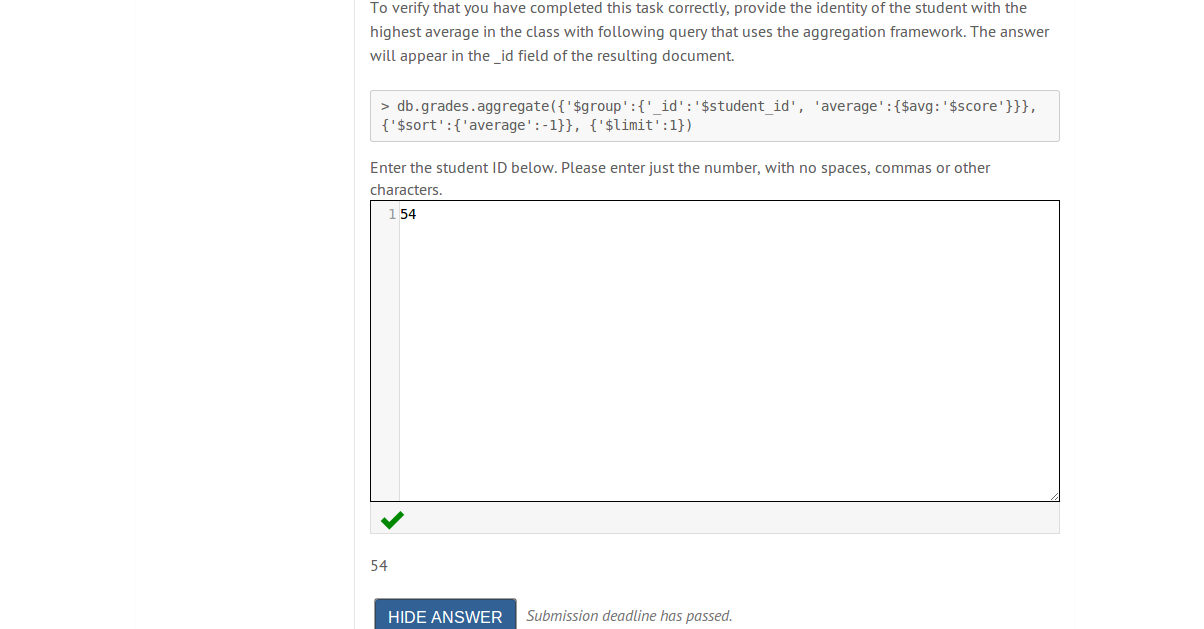 To verify that you have completed this task correctly, provide the identity of the student with the
highest average in the class with following query that uses the aggregation framework. The answer
will appear in the _id field of the resulting document.
> db.grades.aggregate({'$group':{'_id':'$student_id', 'average':{$avg:'$score'}}},
{'$sort':{'average':-1}}, {'$limit':1})
Enter the student ID below. Please enter just the number, with no spaces, commas or other
characters.
1 54
54
HIDE ANSWER Submission deadline has passed.